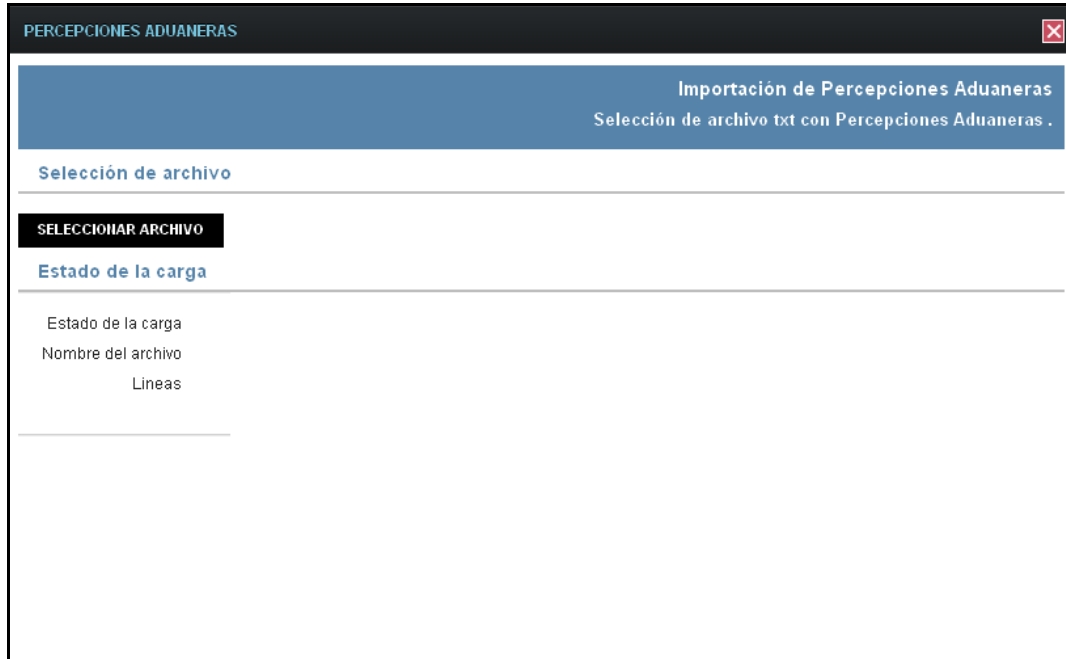 PERCEPCIONES ADUANERAS
Importación de Percepciones Aduaneras
Selección de archivo txt con Percepciones Aduaneras .
Selección de archivo
SELECCIONAR ARCHIVO
Estado de la carga
Estado de la carga
Nombre del archivo
Lineas